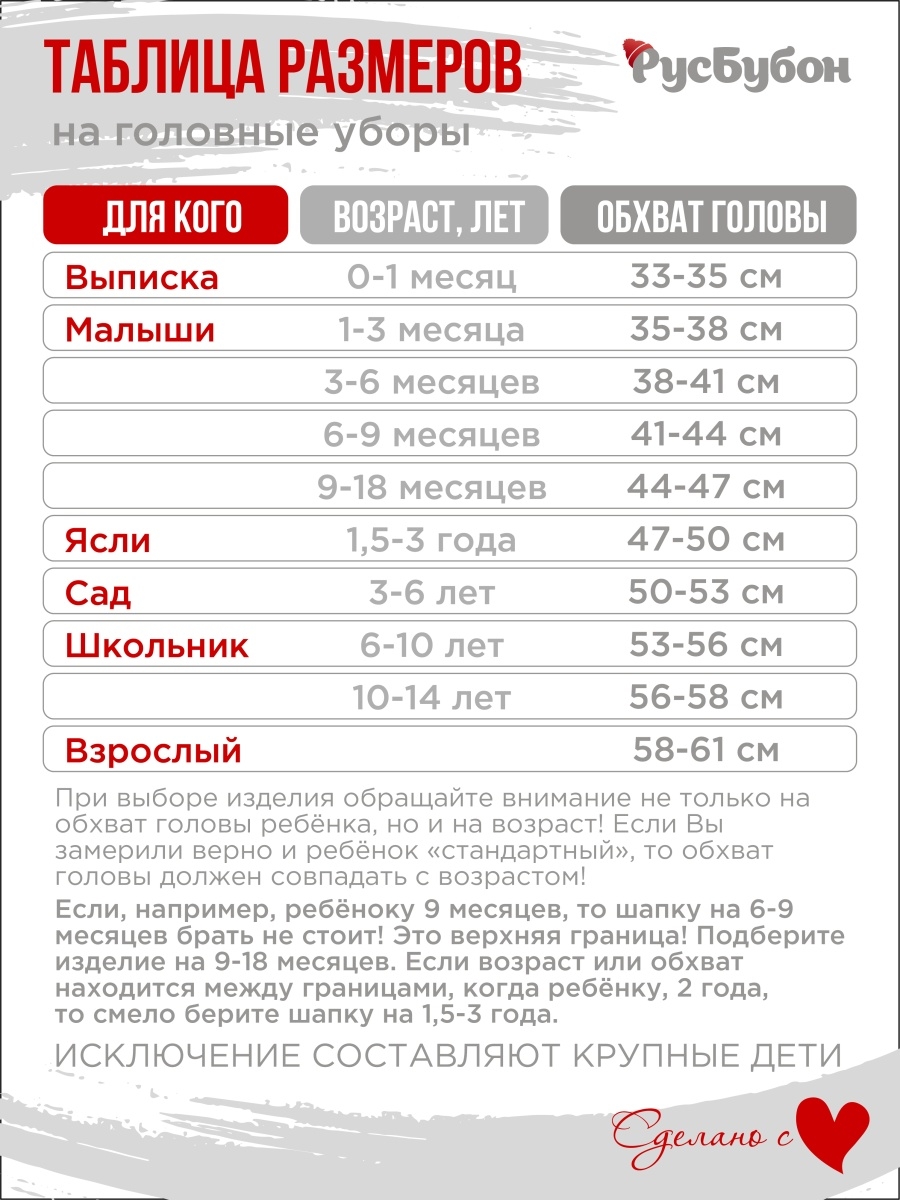 ТАБЛИЦА РАЗМЕРОВ
РусБубон
на головные уборы
ДЛЯ КОГО ВОЗРАСТ, ЛЕТ ОБХВАТ ГОЛОВЫ
Выписка 0-1 месяц 33-35 см
Малыши 1-3 месяца 35-38 см
3-6 месяцев 38-41 см
6-9 месяцев 41-44 см
9-18 месяцев 44-47 см
Ясли 1,5-3 года 47-50 см
Сад 3-6 лет 50-53 см
Школьник 6-10 лет 53-56 см
10-14 лет 56-58 см
Взрослый 58-61 см
При выборе изделия обращайте внимание не только на
обхват головы ребёнка, но и на возраст! Если Вы
замерили верно и ребёнок «стандартный», то обхват
головы должен совпадать с возрастом!
Если, например, ребёноку 9 месяцев, то шапку на 6-9
месяцев брать не стоит! Это верхняя граница! Подберите
изделие на 9-18 месяцев. Если возраст или обхват
находится между границами, когда ребёнку, 2 года,
то смело берите шапку на 1,5-3 года.
ИСКЛЮЧЕНИЕ СОСТАВЛЯЮТ КРУПНЫЕ ДЕТИ
Сделано с